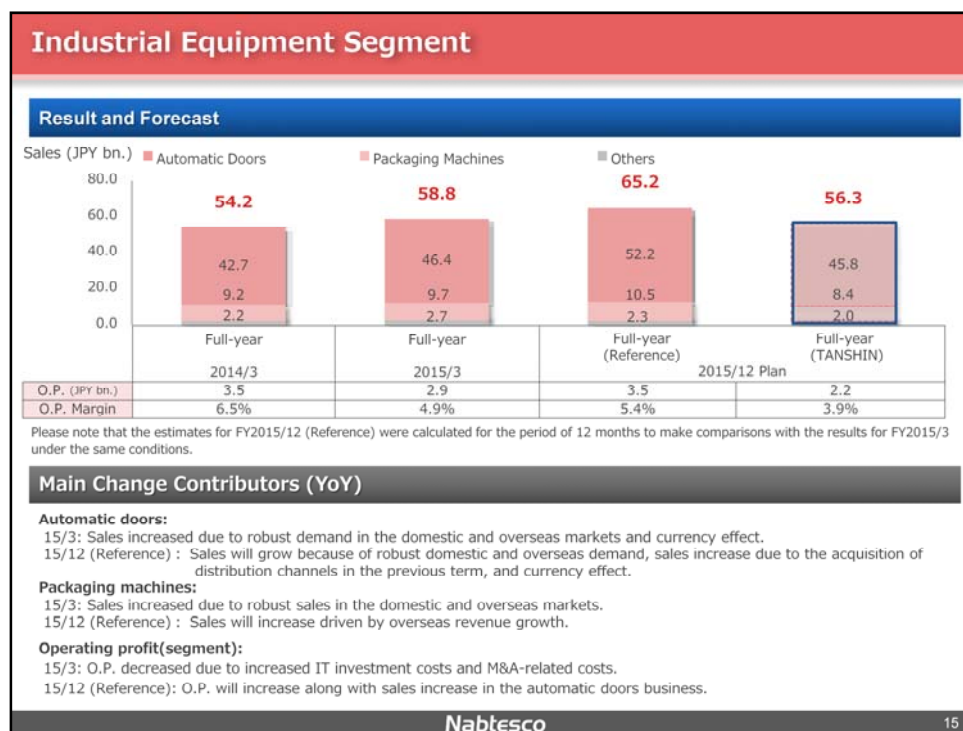 Industrial Equipment Segment
Result and Forecast
Sales (JPY bn.)
Automatic Doors
Packaging Machines
Others
80.0
60.0
40.0
20.0
0.0
54.2
58.8
65.2
56.3
42.7
46.4
52.2
45.8
9.2
9.7
10.5
8.4
2.2
2.7
2.3
2.0
Full-year
Full-year
Full-year
(Reference)
Full-year
(TANSHIN)
2014/3
2015/3
2015/12 Plan
O.P. (JPY bn.) 3.5 2.9 3.5 2.2
O.P. Margin 6.5% 4.9% 5.4% 3.9%
Please note that the estimates for FY2015/12 (Reference) were calculated for the period of 12 months to make comparisons with the results for FY2015/3
under the same conditions.
Main Change Contributors (YoY)
Automatic doors:
15/3: Sales increased due to robust demand in the domestic and overseas markets and currency effect.
15/12 (Reference) : Sales will grow because of robust domestic and overseas demand, sales increase due to the acquisition of
distribution channels in the previous term, and currency effect.
Packaging machines:
15/3: Sales increased due to robust sales in the domestic and overseas markets.
15/12 (Reference) : Sales will increase driven by overseas revenue growth.
Operating profit(segment):
15/3: O.P. decreased due to increased IT investment costs and M&A-related costs.
15/12 (Reference): O.P. will increase along with sales increase in the automatic doors business.
Nabtesco
15